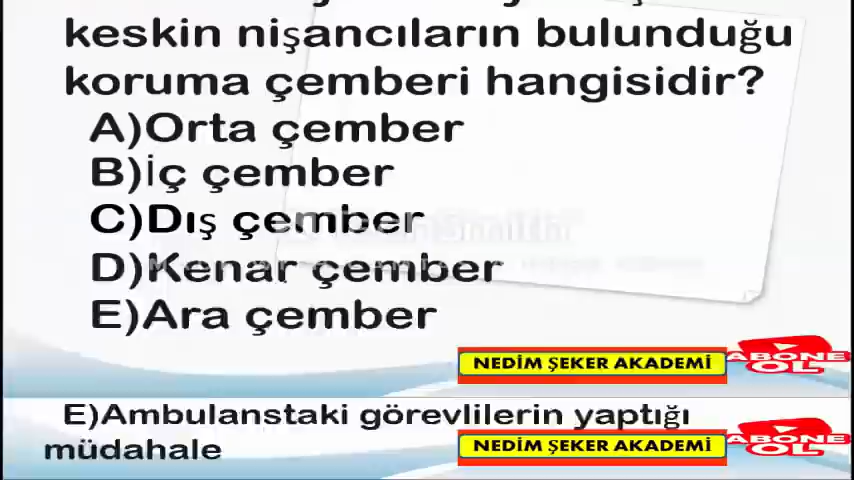 keskin nişancıların bulunduğu
koruma çemberi hangisidir?
A)Orta çember
B)İç çember
C)Dış çember
D)Kenar çember
E)Ara çember
NEDİM ŞEKER AKADEMİ
ABONE
OL
E)Ambulanstaki görevlilerin yaptığı
müdahale
NEDİM ŞEKER AKADEMİ
ABONE
OL